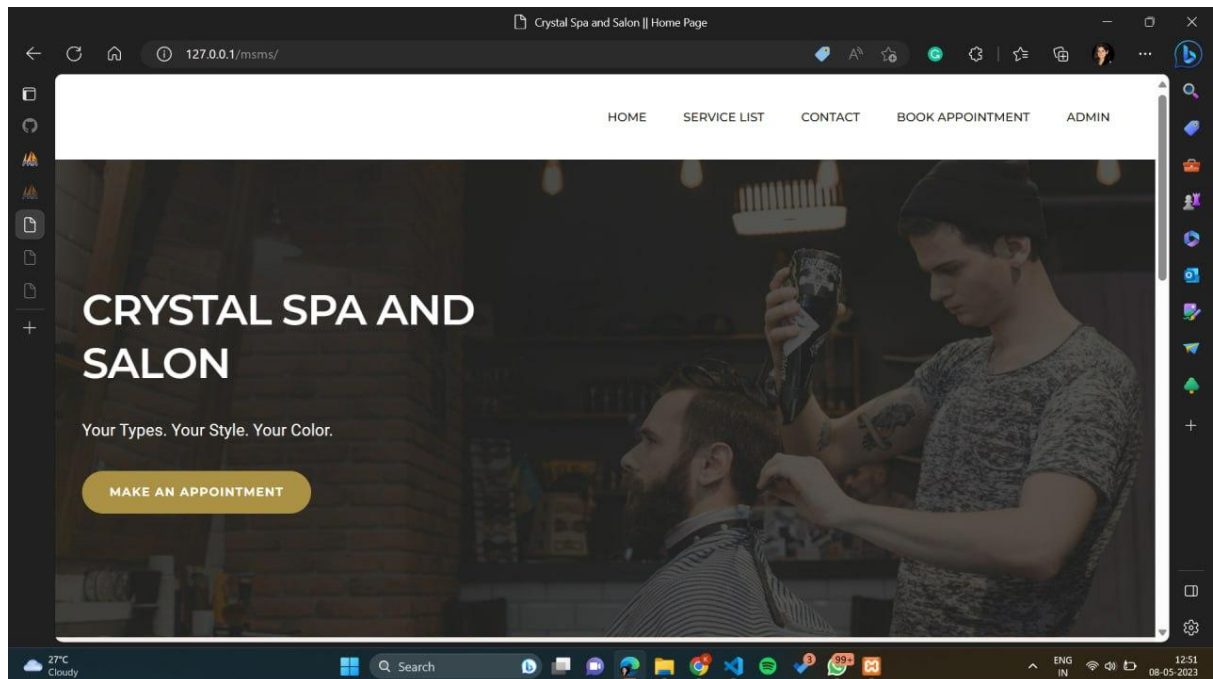 Crystal Spa and Salon || Home Page
127.0.0.1/msms/
HOME SERVICE LIST CONTACT BOOK APPOINTMENT ADMIN
CRYSTAL SPA AND
SALON
Your Types. Your Style. Your Color.
MAKE AN APPOINTMENT
27°C
Cloudy
Search
3
99+
ENG
IN
12:51
08-05-2023